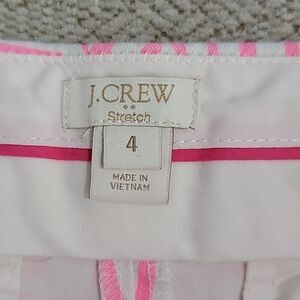 J.CREW
Stretch
4
MADE IN
VIETNAM